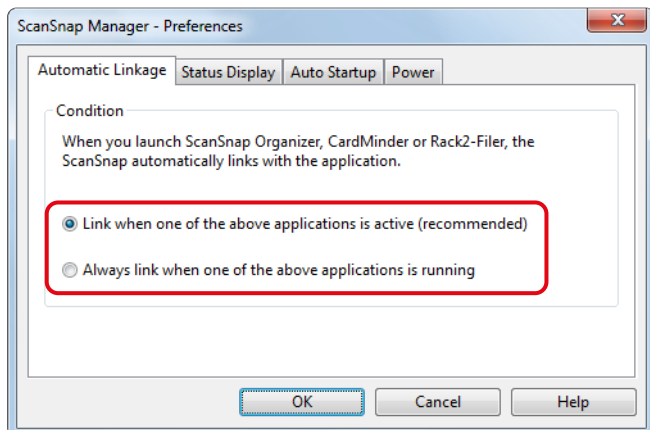 ScanSnap Manager - Preferences
Automatic Linkage Status Display Auto Startup Power
Condition
When you launch ScanSnap Organizer, CardMinder or Rack2-Filer, the
ScanSnap automatically links with the application.
Link when one of the above applications is active (recommended)
Always link when one of the above applications is running
OK Cancel Help